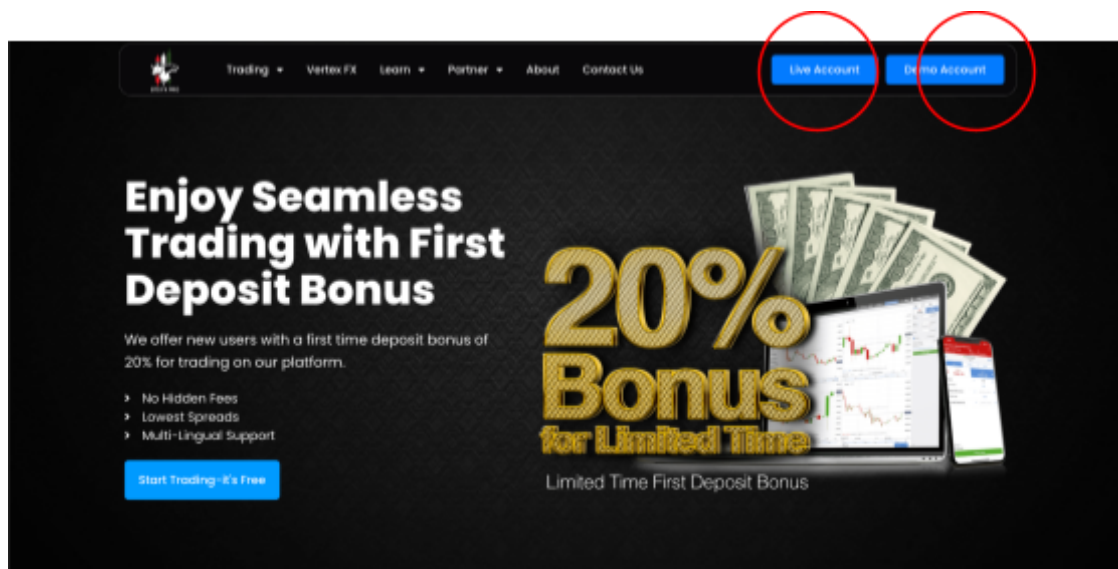 Trading
Vertex FX
Learn
Partner
About
Contact Us
Live Account
Demo Account
Enjoy Seamless
Trading with First
Deposit Bonus
We offer new users with a first time deposit bonus of
20% for trading on our platform.
No Hidden Fees
Lowest Spreads
Multi-Lingual Support
Start Trading-it's Free
20%
Bonus
for Limited Time
Limited Time First Deposit Bonus